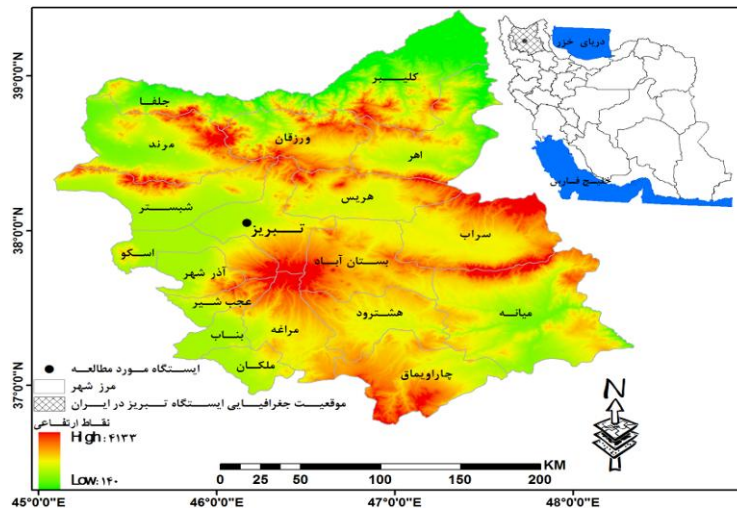 دریای خزر
خلیج فارس
کلیبر
جلفا
ورزقان
مرند
اهر
هریس
شبستر
تبریز
سراب
اسکو
بستان آباد
آذر شهر
عجب شیر
هشترود
میانه
بناب
مراغه
ملکان
چاراویماق
39°0'0"N
38°0'0"N
37°0'0"N
ایستگاه مورد مطالعه
مرز شهر
موقعیت جغرافیایی ایستگاه تبریز در ایران
نقاط ارتفاعی
High : ۴۱۳۳
Low : ۱۴۰
KM
0 25 50 100 150 200
N
45°0'0"E 46°0'0"E 47°0'0"E 48°0'0"E